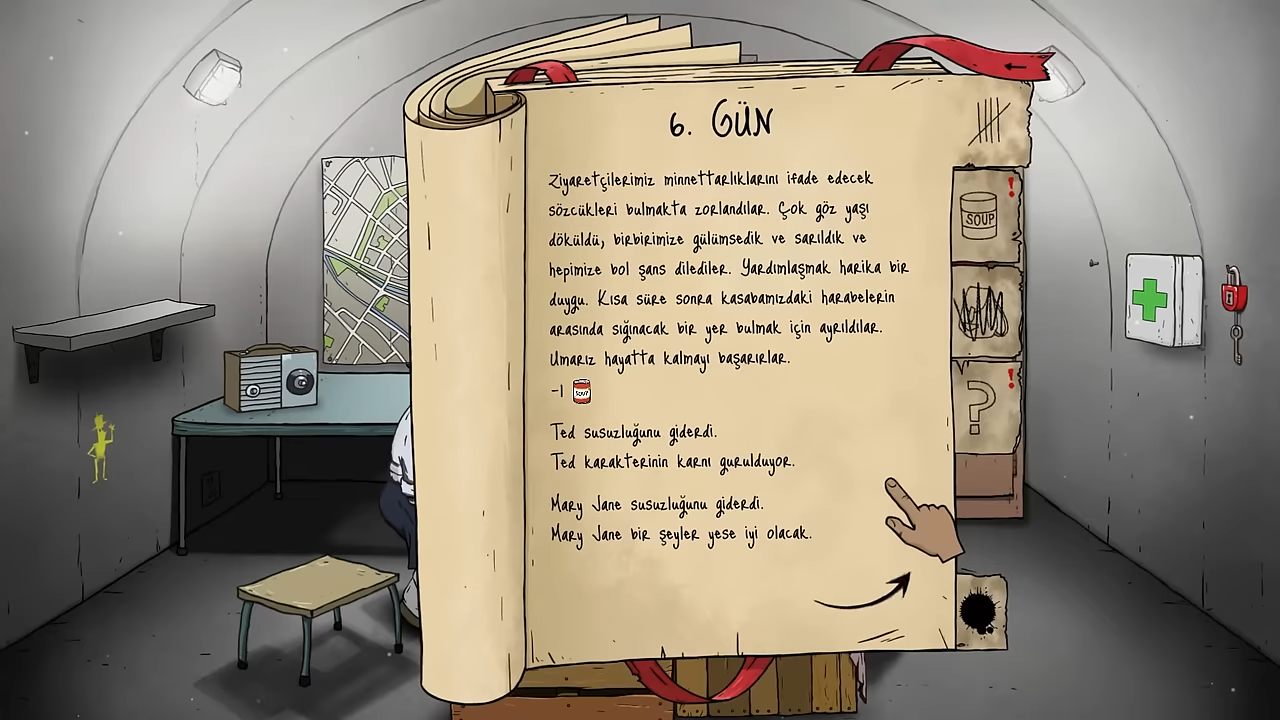 6. GÜN
Ziyaretçilerimiz minnettarlıklarını ifade edecek
sözcükleri bulmakta zorlandılar. Çok göz yaşı
döküldü, birbirimize gülümsedik ve sarıldık ve
hepimize bol şans dilediler. Yardımlaşmak harika bir
duygu. Kısa süre sonra kasabamızdaki harabelerin
arasında sığınacak bir yer bulmak için ayrıldılar.
Umarız hayatta kalmayı başarırlar.
-1 SOUP
Ted susuzluğunu giderdi.
Ted karakterinin karnı gurulduyor.
Mary Jane susuzluğunu giderdi.
Mary Jane bir şeyler yese iyi olacak.
!
SOUP
!
?